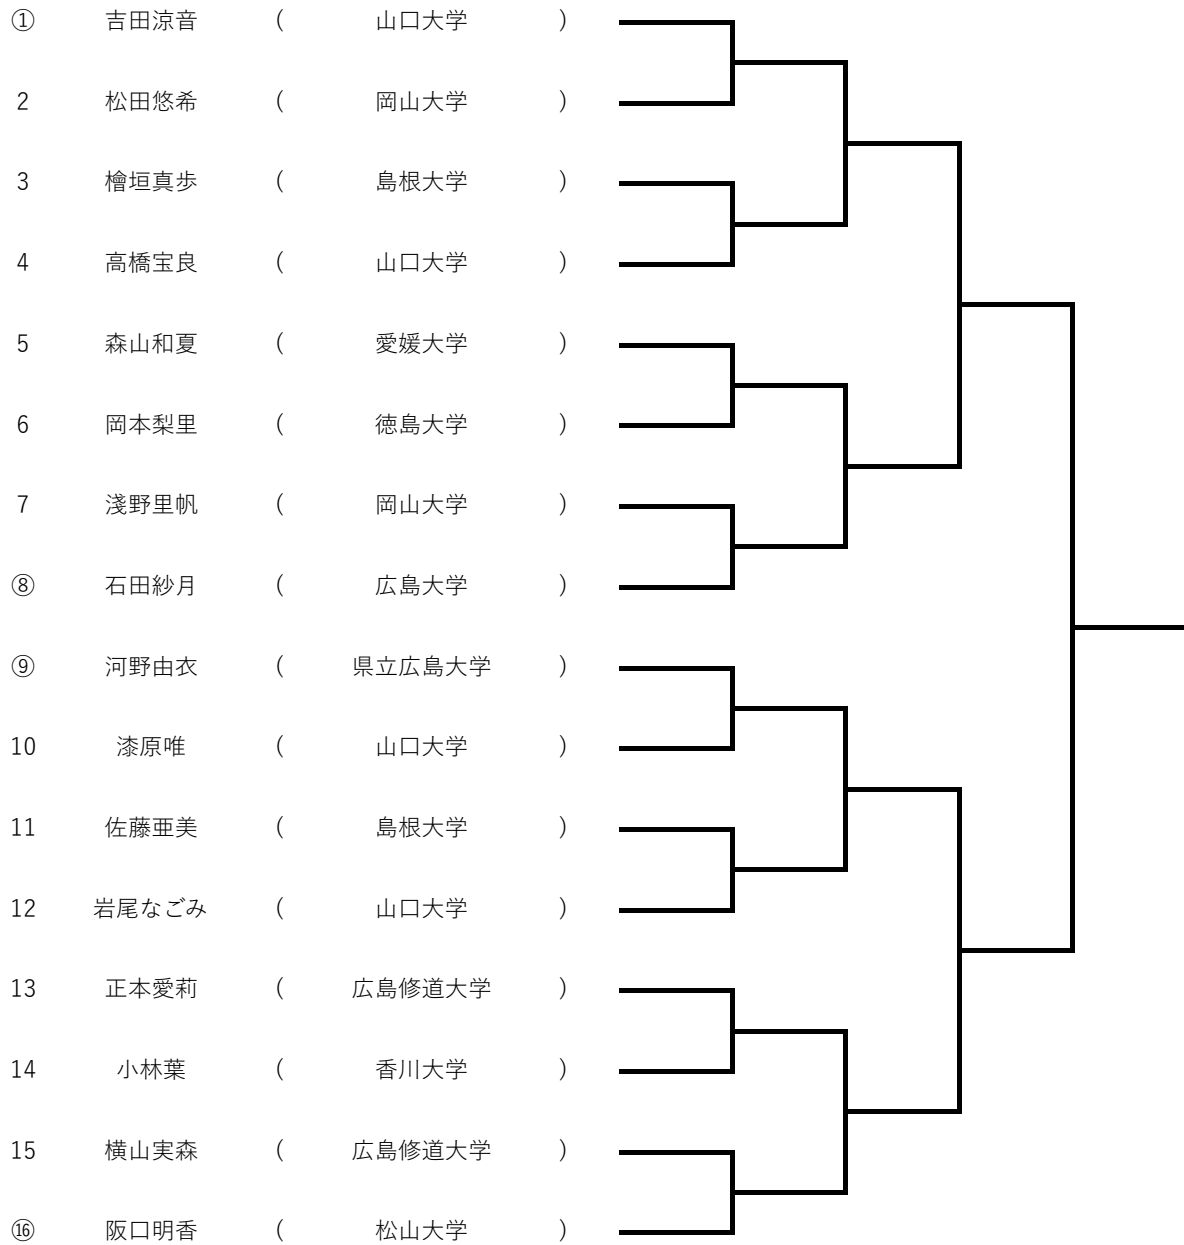 ① 吉田涼音 ( 山口大学 )
2 松田悠希 ( 岡山大学 )
3 檜垣真歩 ( 島根大学 )
4 高橋宝良 ( 山口大学 )
5 森山和夏 ( 愛媛大学 )
6 岡本梨里 ( 徳島大学 )
7 淺野里帆 ( 岡山大学 )
⑧ 石田紗月 ( 広島大学 )
⑨ 河野由衣 ( 県立広島大学 )
10 漆原唯 ( 山口大学 )
11 佐藤亜美 ( 島根大学 )
12 岩尾なごみ ( 山口大学 )
13 正本愛莉 ( 広島修道大学 )
14 小林葉 ( 香川大学 )
15 横山実森 ( 広島修道大学 )
⑯ 阪口明香 ( 松山大学 )